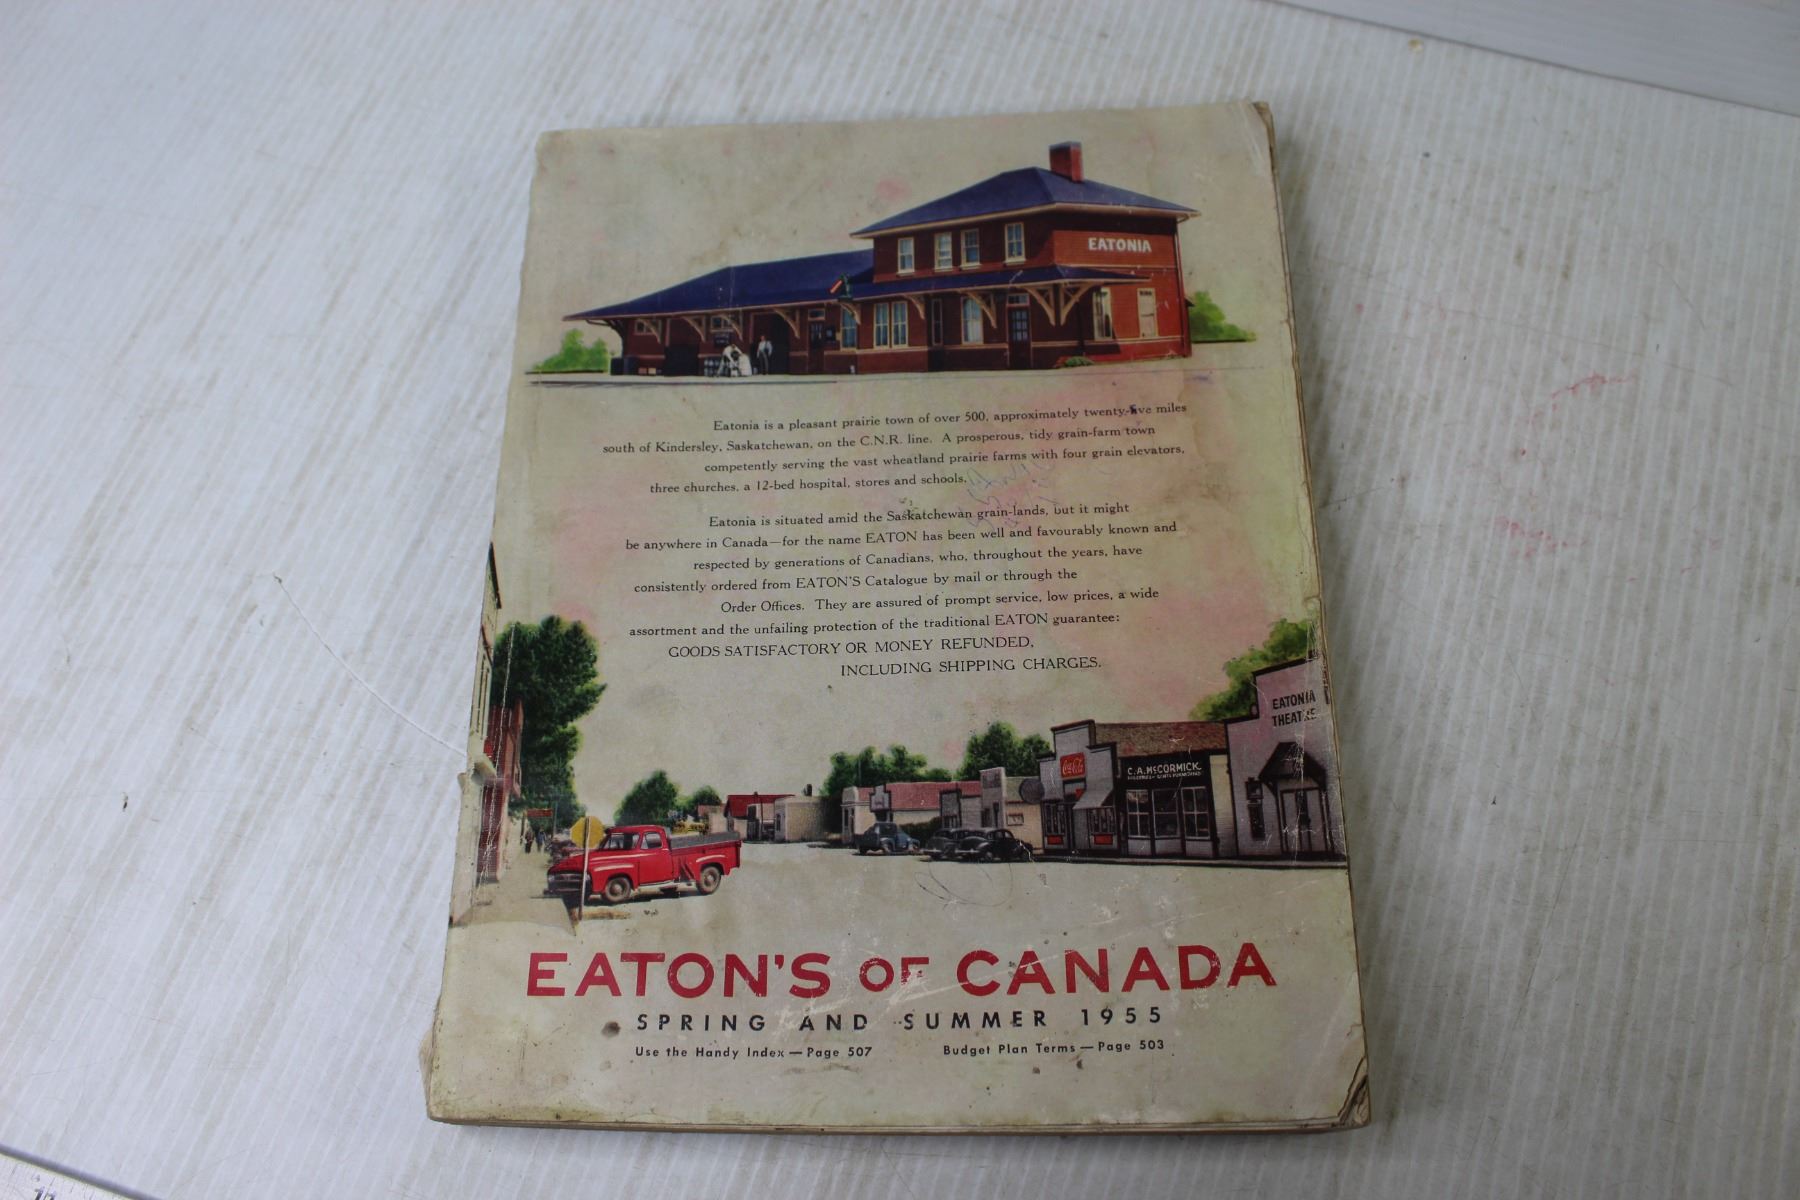 EATONIA
Eatonia is a pleasant prairie town of over 500, approximately twenty-five miles
south of Kindersley, Saskatchewan, on the C.N.R. line. A prosperous, tidy grain-farm town
competently serving the vast wheatland prairie farms with four grain elevators,
three churches, a 12-bed hospital, stores and schools.
Eatonia is situated amid the Saskatchewan grain-lands, but it might
be anywhere in Canada—for the name EATON has been well and favourably known and
respected by generations of Canadians, who, throughout the years, have
consistently ordered from EATON'S Catalogue by mail or through the
Order Offices. They are assured of prompt service, low prices, a wide
assortment and the unfailing protection of the traditional EATON guarantee:
GOODS SATISFACTORY OR MONEY REFUNDED,
INCLUDING SHIPPING CHARGES.
EATONIA
THEATRE
Coca-Cola
C. A. McCORMICK
EATON'S OF CANADA
SPRING AND SUMMER 1955
Use the Handy Index—Page 507 Budget Plan Terms—Page 503